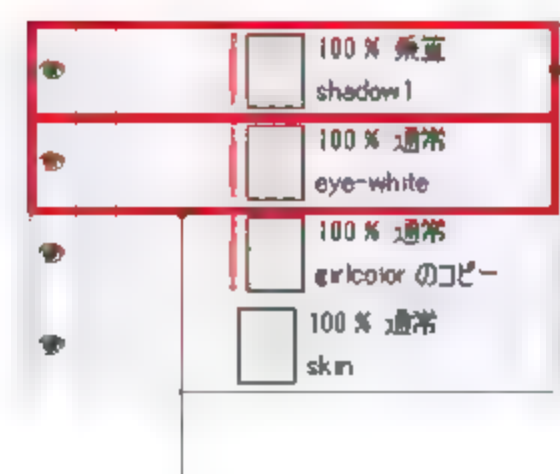 100 % 乗算
shadow1
100 % 通常
eye-white
100 % 通常
girlcolor のコピー
100 % 通常
skin